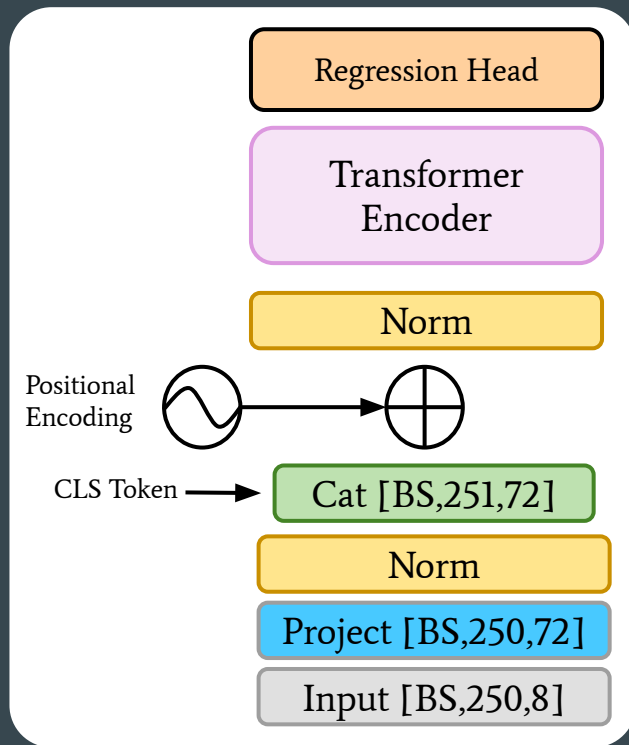 Regression Head
Transformer
Encoder
Norm
Positional
Encoding
CLS Token
Cat [BS,251,72]
Norm
Project [BS,250,72]
Input [BS,250,8]